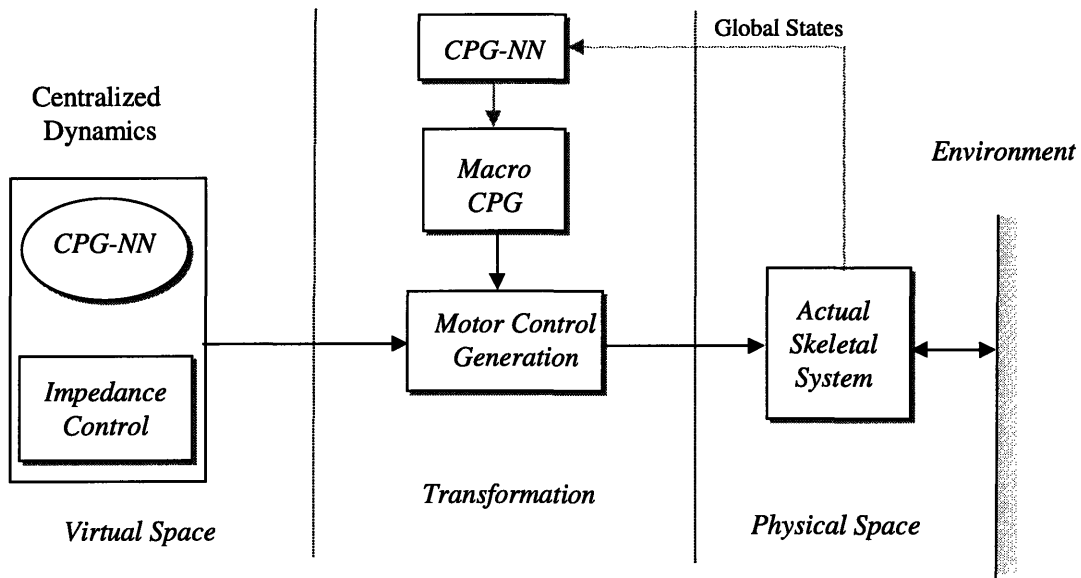 Centralized
Dynamics
CPG-NN
Impedance
Control
Virtual Space
CPG-NN
Macro
CPG
Motor Control
Generation
Transformation
Global States
Actual
Skeletal
System
Physical Space
Environment